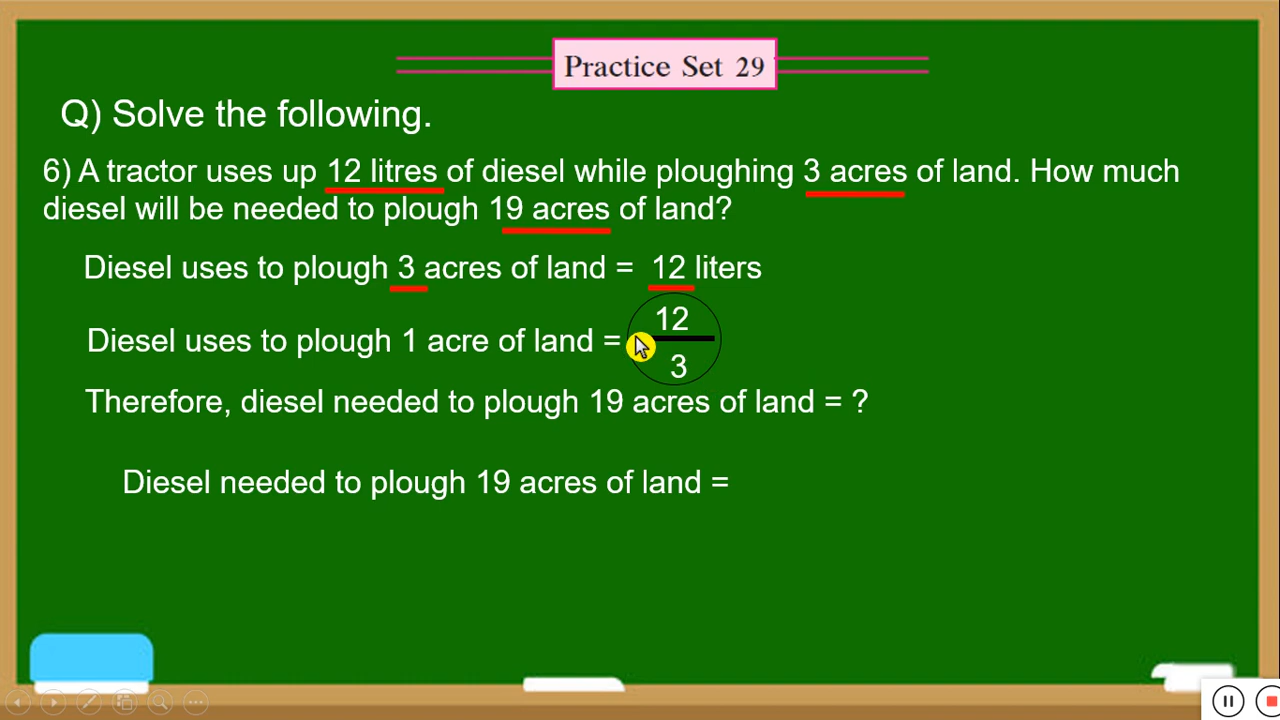 Practice Set 29
Q) Solve the following.
6) A tractor uses up 12 litres of diesel while ploughing 3 acres of land. How much
diesel will be needed to plough 19 acres of land?
Diesel uses to plough 3 acres of land = 12 liters
Diesel uses to plough 1 acre of land = 12
3
Therefore, diesel needed to plough 19 acres of land = ?
Diesel needed to plough 19 acres of land =